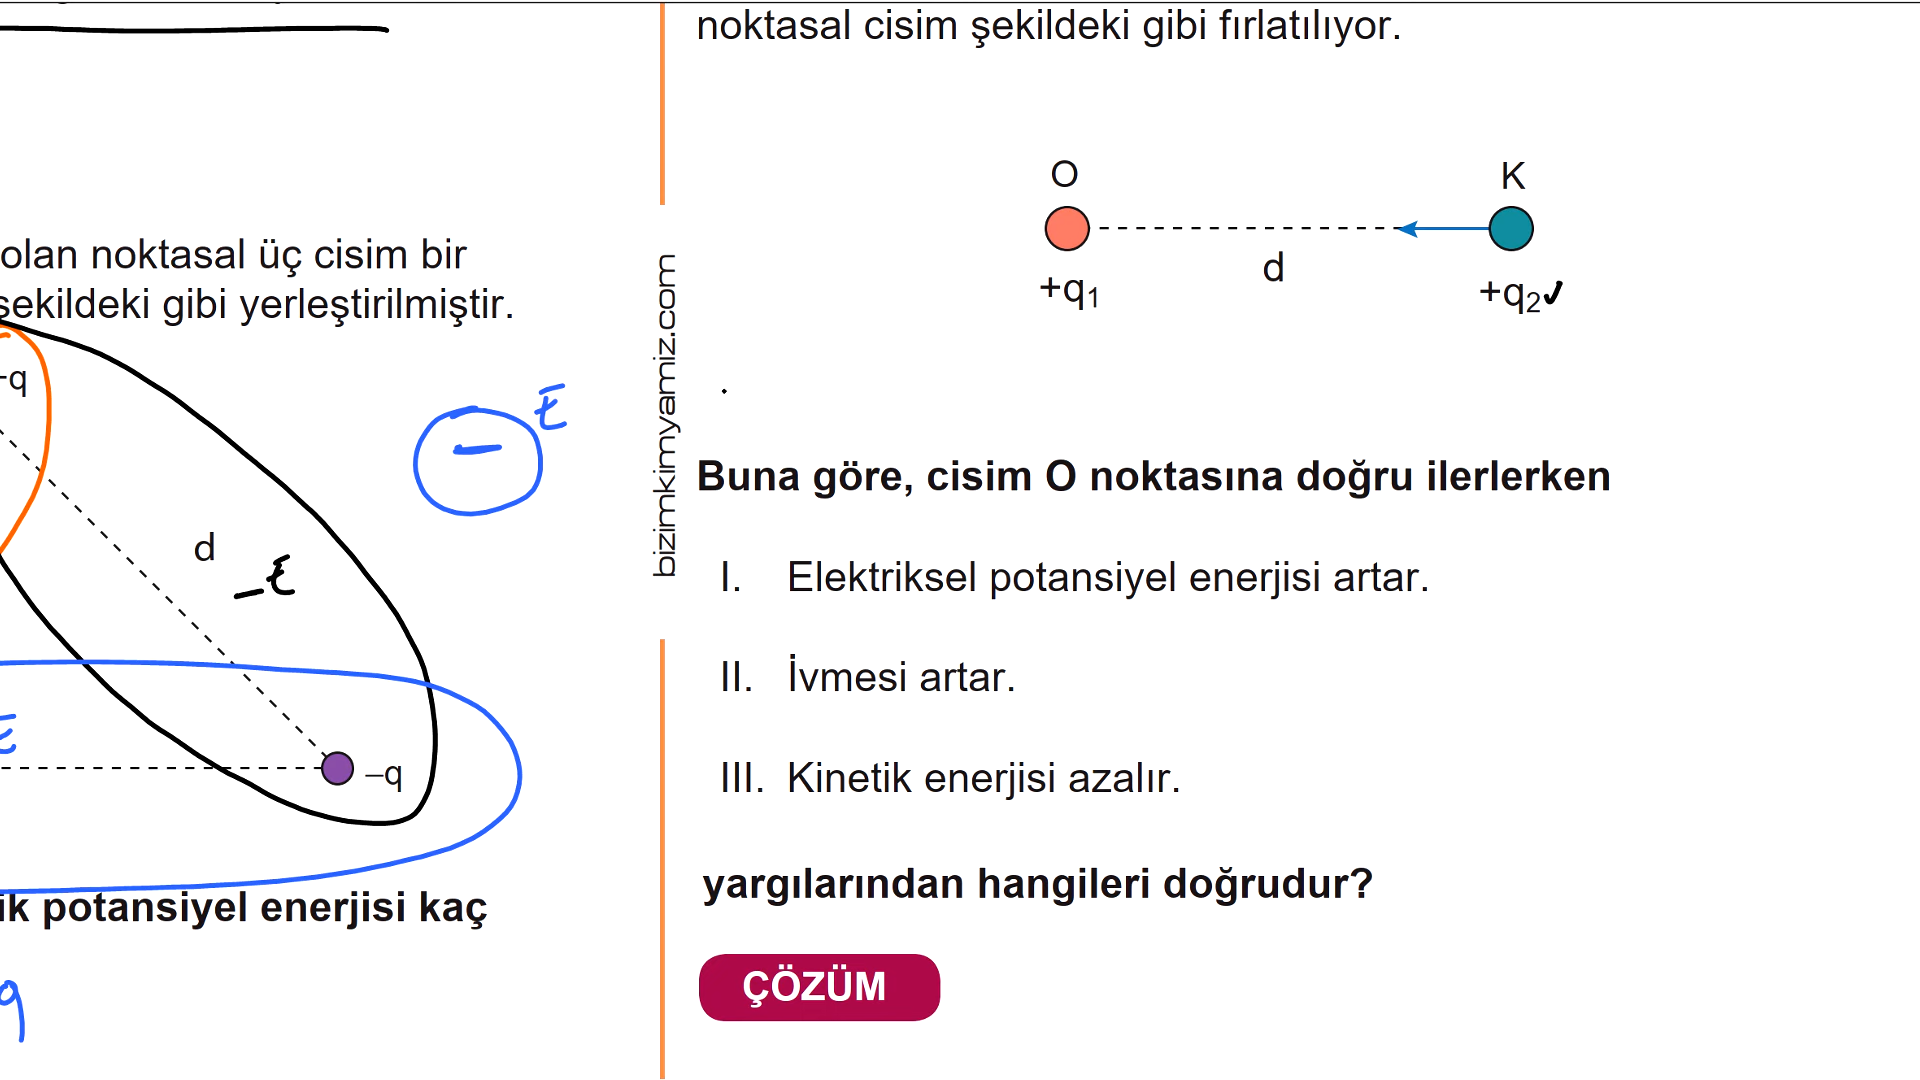 olan noktasal üç cisim bir
şekildeki gibi yerleştirilmiştir.
-q
E
d
-E
E
–q
ik potansiyel enerjisi kaç
q
bizimkimyamiz.com
noktasal cisim şekildeki gibi fırlatılıyor.
O K
d
+q₁ +q₂✓
Buna göre, cisim O noktasına doğru ilerlerken
I. Elektriksel potansiyel enerjisi artar.
II. İvmesi artar.
III. Kinetik enerjisi azalır.
yargılarından hangileri doğrudur?
ÇÖZÜM